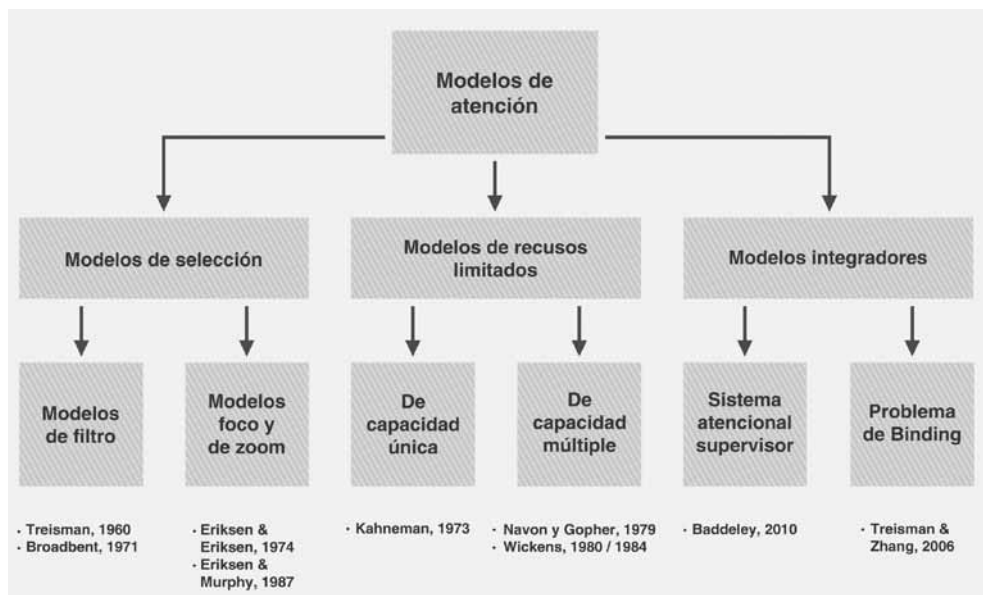 Modelos de
atención
Modelos de selección
Modelos de recusos
limitados
Modelos integradores
Modelos
de filtro
Modelos
foco y
de zoom
De
capacidad
única
De
capacidad
múltiple
Sistema
atencional
supervisor
Problema
de Binding
· Treisman, 1960
· Broadbent, 1971
· Eriksen &
Eriksen, 1974
· Eriksen &
Murphy, 1987
· Kahneman, 1973
· Navon y Gopher, 1979
· Wickens, 1980 / 1984
· Baddeley, 2010
· Treisman &
Zhang, 2006